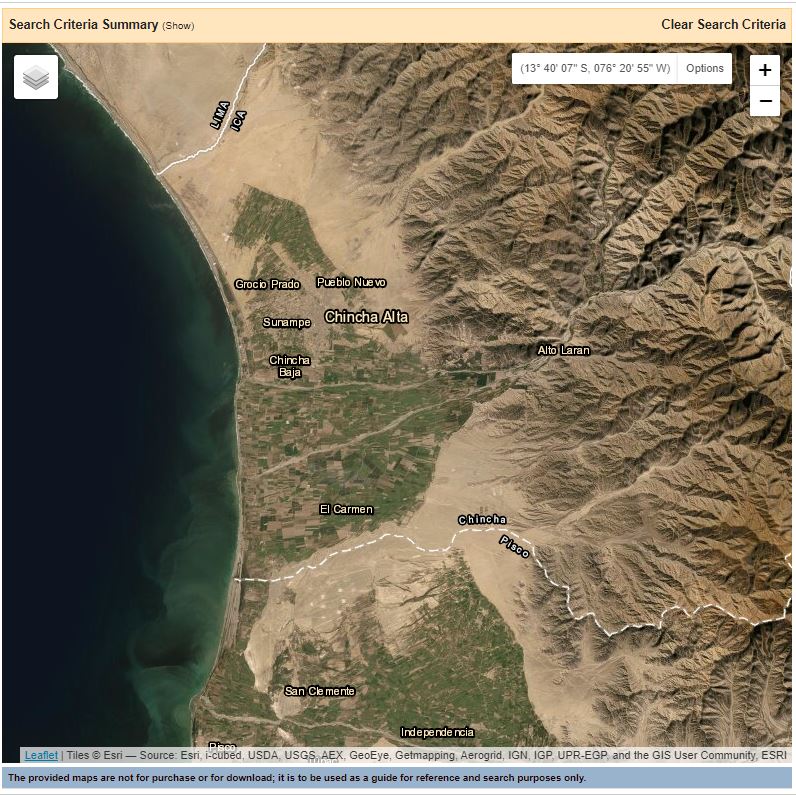 Search Criteria Summary (Show)
Clear Search Criteria
(13° 40' 07" S, 076° 20' 55" W)
Options
+
−
LIMA
ICA
Grocio Prado
Pueblo Nuevo
Sunampe
Chincha Alta
Chincha
Baja
Alto Laran
El Carmen
Chincha
Pisco
San Clemente
Independencia
Pisco
Leaflet | Tiles © Esri — Source: Esri, i-cubed, USDA, USGS, AEX, GeoEye, Getmapping, Aerogrid, IGN, IGP, UPR-EGP, and the GIS User Community, ESRI
The provided maps are not for purchase or for download; it is to be used as a guide for reference and search purposes only.